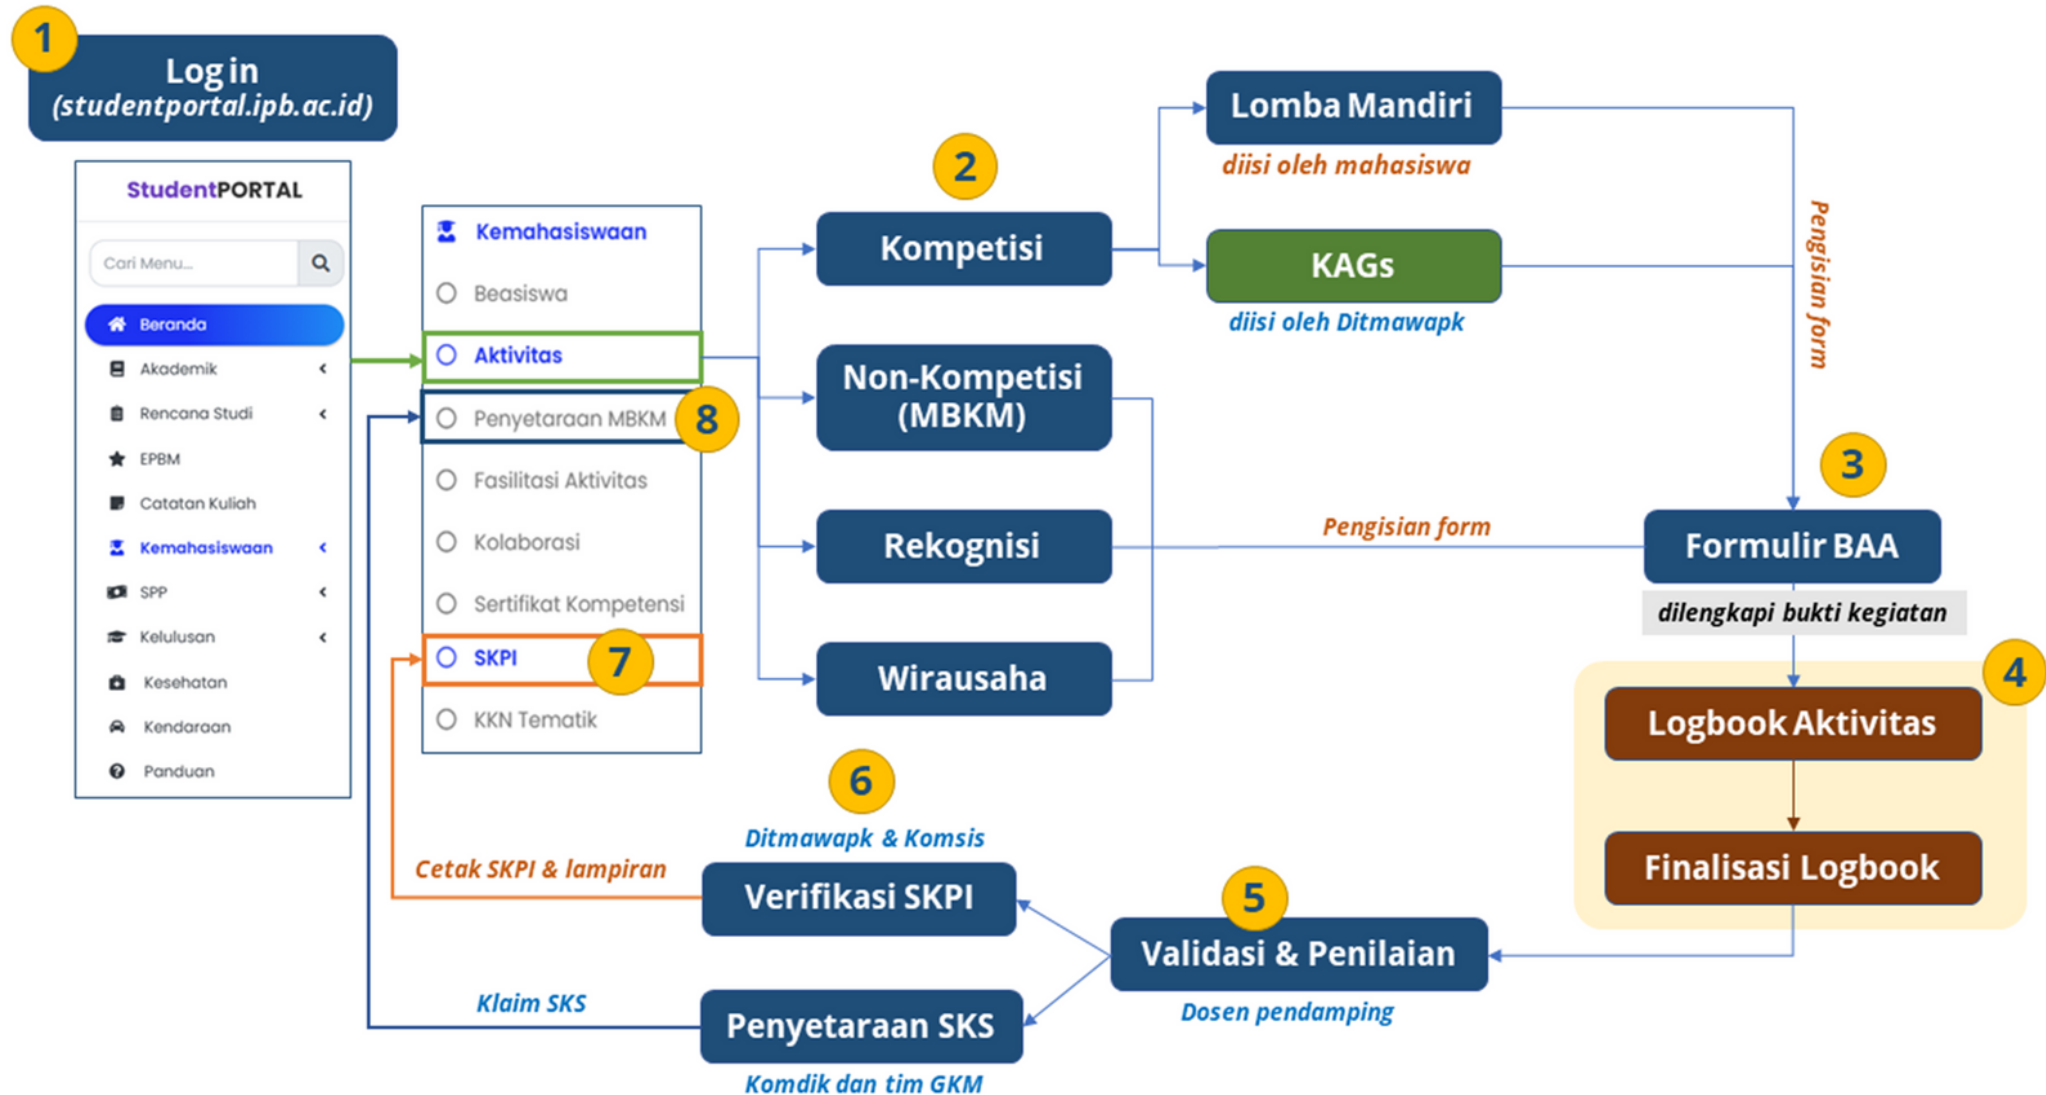 1
Log in
(studentportal.ipb.ac.id)
StudentPORTAL
Cari Menu...
Beranda
Akademik
Rencana Studi
EPBM
Catatan Kuliah
Kemahasiswaan
SPP
Kelulusan
Kesehatan
Kendaraan
Panduan
Kemahasiswaan
Beasiswa
Aktivitas
Penyetaraan MBKM
8
Fasilitasi Aktivitas
Kolaborasi
Sertifikat Kompetensi
SKPI
7
KKN Tematik
2
Kompetisi
Non-Kompetisi
(MBKM)
Rekognisi
Wirausaha
Lomba Mandiri
diisi oleh mahasiswa
KAGs
diisi oleh Ditmawapk
Pengisian form
Pengisian form
3
Formulir BAA
dilengkapi bukti kegiatan
4
Logbook Aktivitas
Finalisasi Logbook
5
Validasi & Penilaian
Dosen pendamping
6
Ditmawapk & Komsis
Verifikasi SKPI
Cetak SKPI & lampiran
Penyetaraan SKS
Komdik dan tim GKM
Klaim SKS